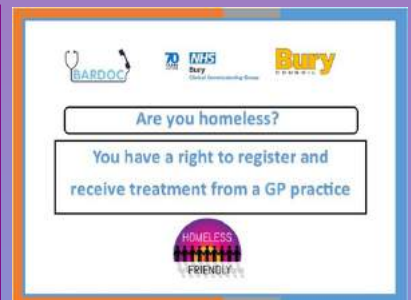 BARDOC
70 NHS
Bury
Clinical Commissioning Group
Bury
COUNCIL
Are you homeless?
You have a right to register and
receive treatment from a GP practice
HOMELESS
FRIENDLY